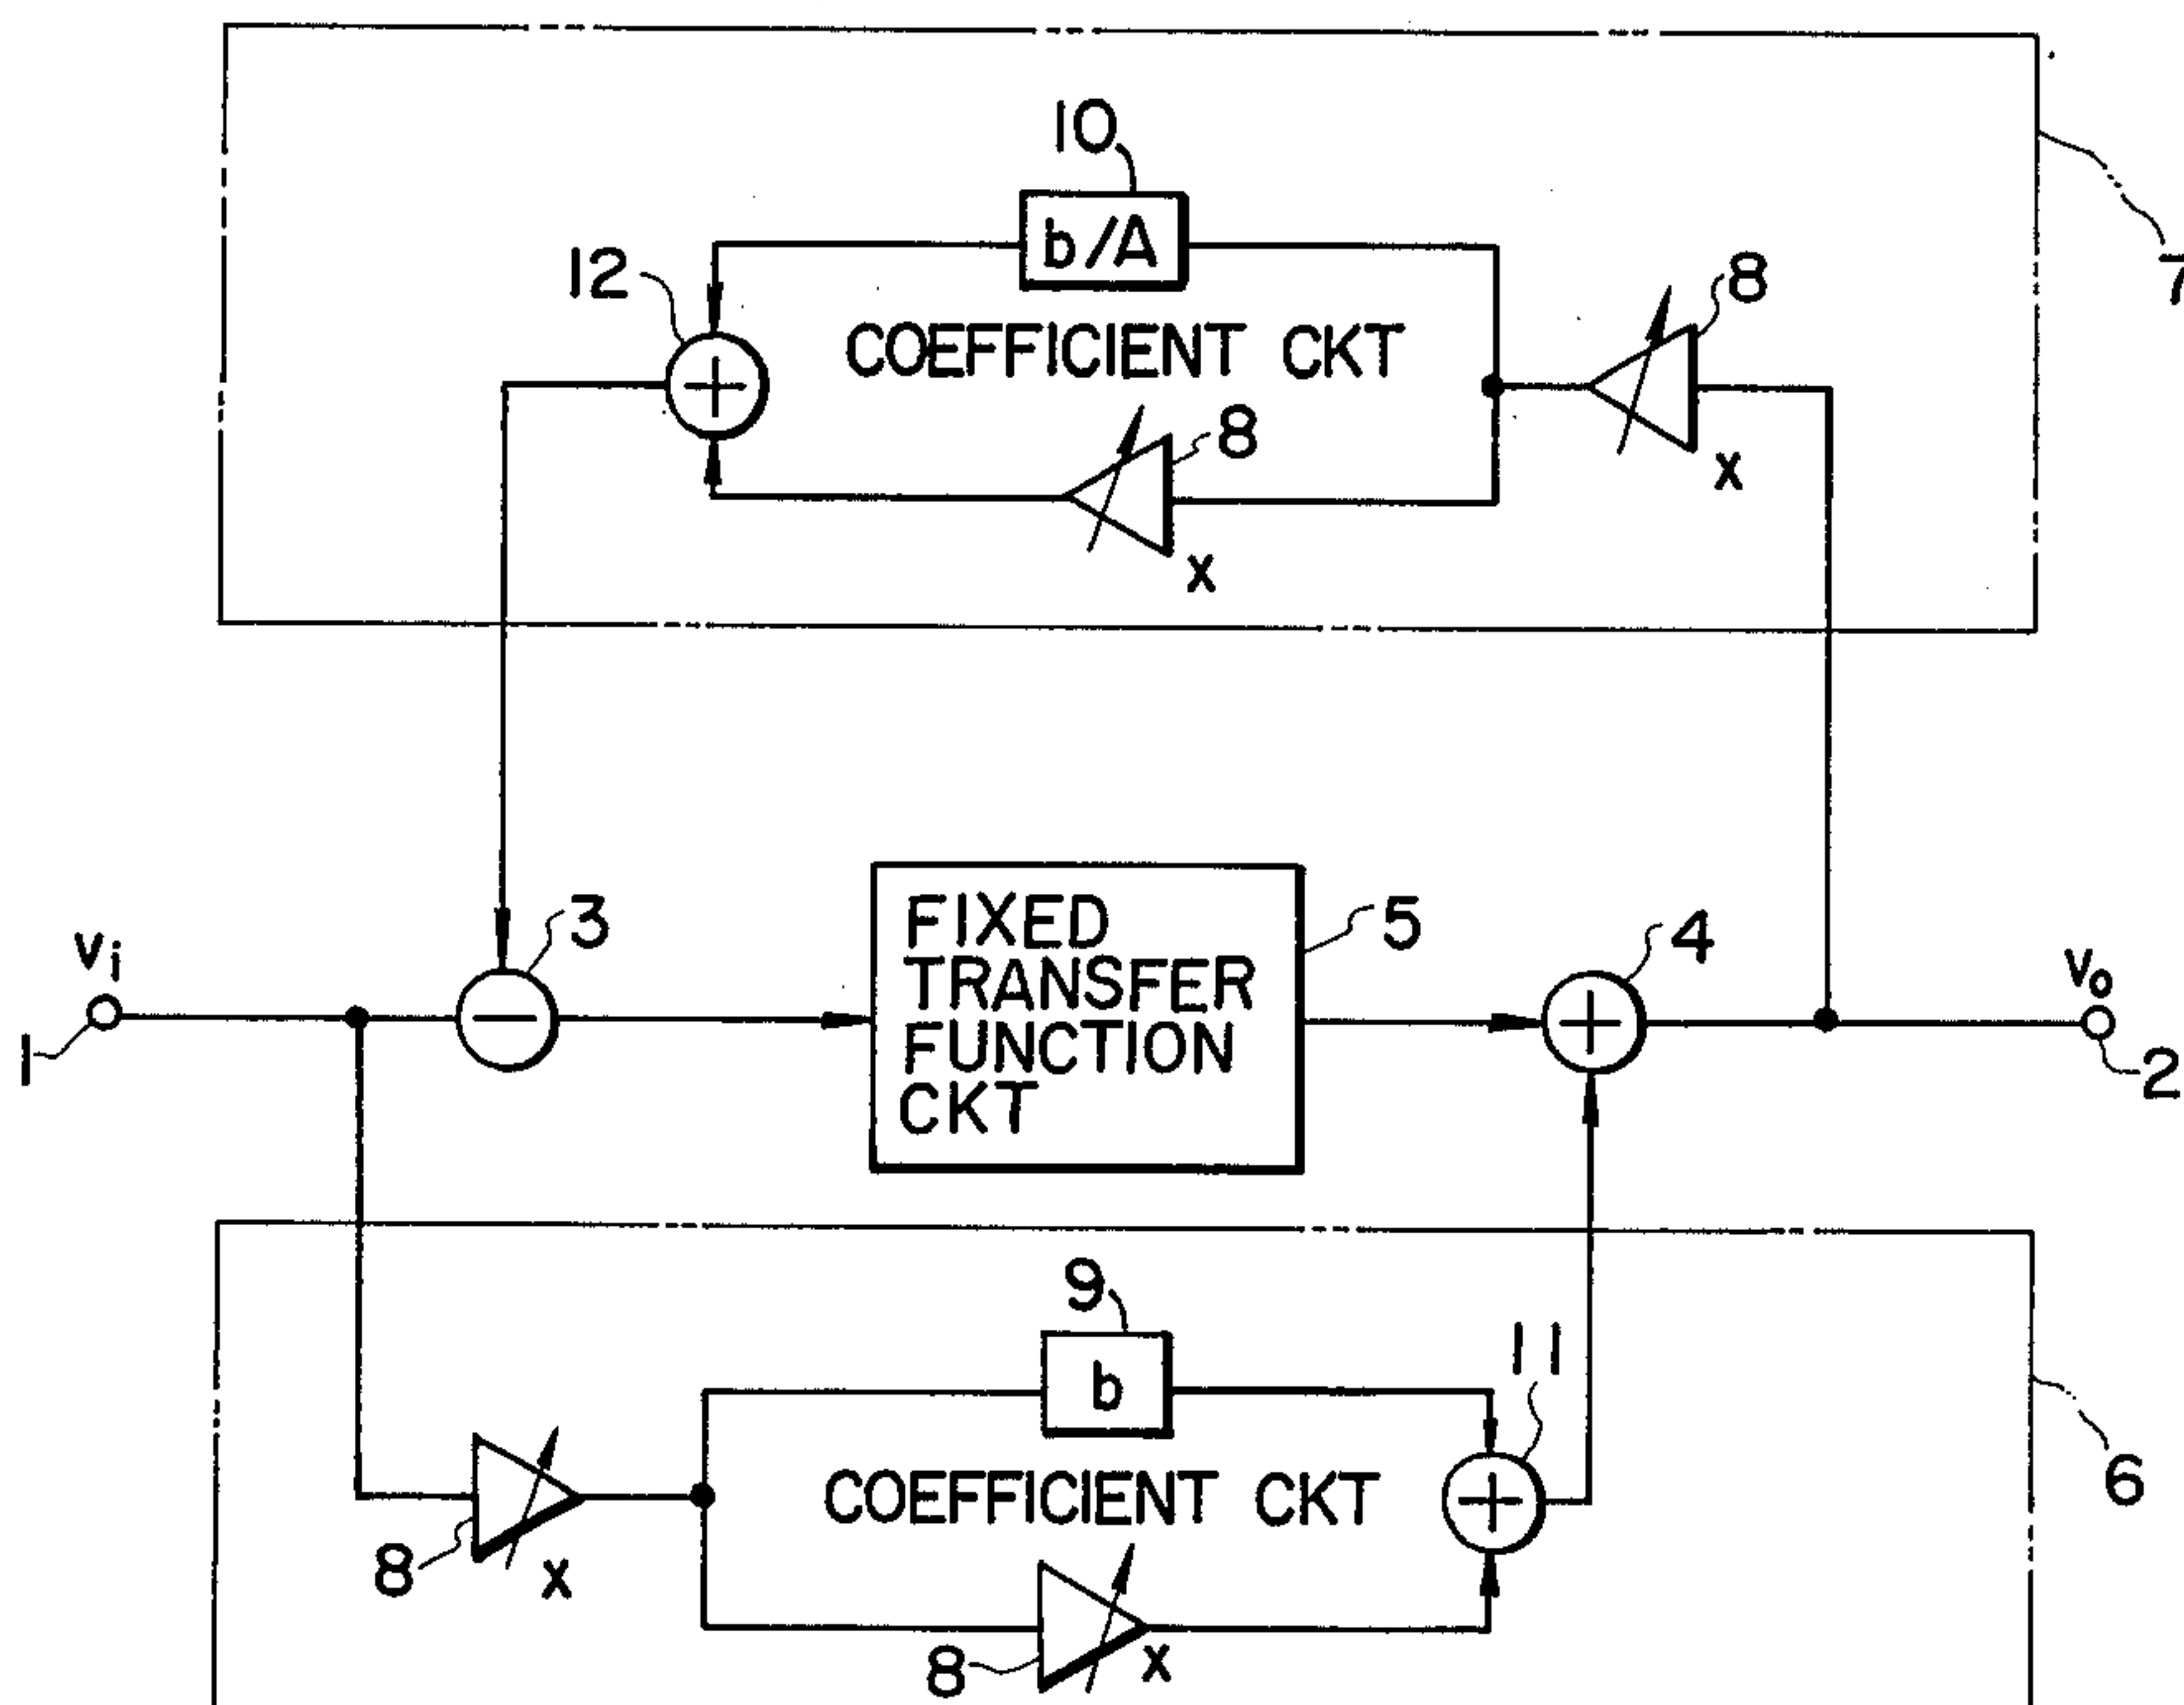 10
b/A
12
8
7
COEFFICIENT CKT
8
x
x
3
FIXED
TRANSFER
FUNCTION
CKT
5
4
vi
vo
1
2
9
b
11
COEFFICIENT CKT
6
8
x
8
x